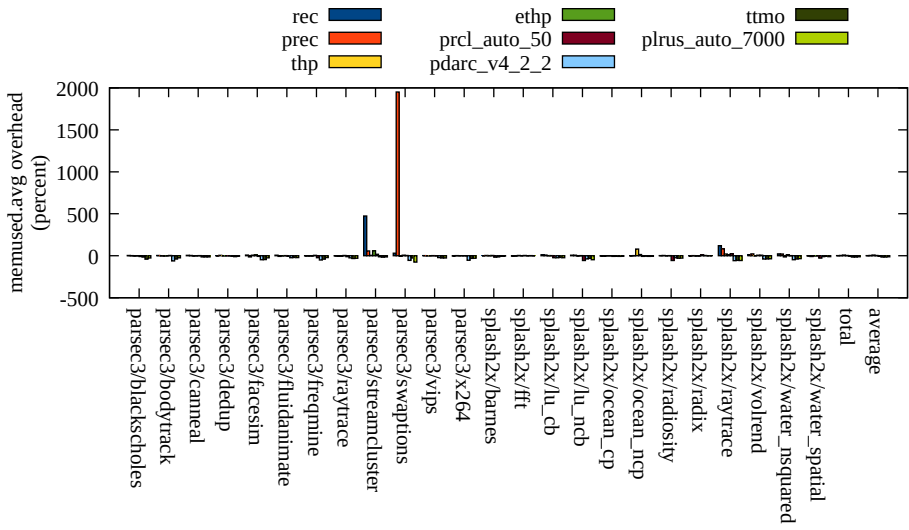 rec
prec
thp
ethp
prcl_auto_50
pdarc_v4_2_2
ttmo
plrus_auto_7000
memused.avg overhead
(percent)
2000
1500
1000
500
0
-500
parsec3/blackscholes
parsec3/bodytrack
parsec3/canneal
parsec3/dedup
parsec3/facesim
parsec3/fluidanimate
parsec3/freqmine
parsec3/raytrace
parsec3/streamcluster
parsec3/swaptions
parsec3/vips
parsec3/x264
splash2x/barnes
splash2x/fft
splash2x/lu_cb
splash2x/lu_ncb
splash2x/ocean_cp
splash2x/ocean_ncp
splash2x/radiosity
splash2x/radix
splash2x/raytrace
splash2x/volrend
splash2x/water_nsquared
splash2x/water_spatial
total
average